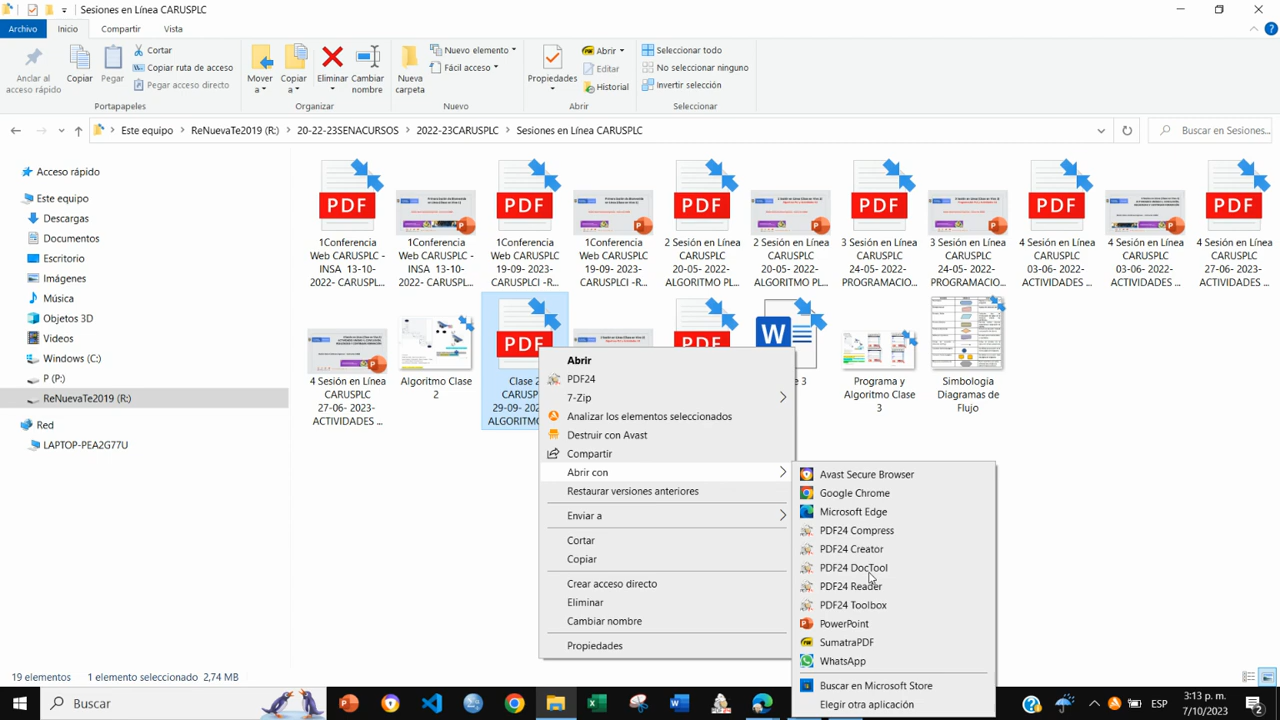 Sesiones en Línea CARUSPLC
Archivo Inicio Compartir Vista
Anclar al acceso rápido
Copiar
Pegar
Cortar
Copiar ruta de acceso
Pegar acceso directo
Portapapeles
Mover a
Copiar a
Eliminar
Cambiar nombre
Organizar
Nueva carpeta
Nuevo elemento
Fácil acceso
Nuevo
Propiedades
Abrir
Editar
Historial
Abrir
Seleccionar todo
No seleccionar ninguno
Invertir selección
Seleccionar
Este equipo > ReNuevaTe2019 (R:) > 20-22-23SENACURSOS > 2022-23CARUSPLC > Sesiones en Línea CARUSPLC
Buscar en Sesiones...
Acceso rápido
Este equipo
Descargas
Documentos
Escritorio
Imágenes
Música
Objetos 3D
Videos
Windows (C:)
P (P:)
ReNuevaTe2019 (R:)
Red
LAPTOP-PEA2G77U
PDF
1Conferencia
Web CARUSPLC -
INSA 13-10-
2022- CARUSPL...
1Conferencia
Web CARUSPLC -
INSA 13-10-
2022- CARUSPL...
PDF
1Conferencia
Web CARUSPLCI
19-09- 2023-
CARUSPLCI -R...
1Conferencia
Web CARUSPLCI
19-09- 2023-
CARUSPLCI -R...
PDF
2 Sesión en Línea
CARUSPLC
20-05- 2022-
ALGORITMO PL...
2 Sesión en Línea
CARUSPLC
20-05- 2022-
ALGORITMO PL...
PDF
3 Sesión en Línea
CARUSPLC
24-05- 2022-
PROGRAMACIO...
3 Sesión en Línea
CARUSPLC
24-05- 2022-
PROGRAMACIO...
PDF
4 Sesión en Línea
CARUSPLC
03-06- 2022-
ACTIVIDADES ...
4 Sesión en Línea
CARUSPLC
03-06- 2022-
ACTIVIDADES ...
PDF
4 Sesión en Línea
CARUSPLC
27-06- 2023-
ACTIVIDADES ...
4 Sesión en Línea
CARUSPLC
27-06- 2023-
ACTIVIDADES ...
Algoritmo Clase
2
PDF
Clase 2
CARUSP
29-09- 202
ALGORITMO
PDF
W
3
Programa y
Algoritmo Clase
3
Simbología
Diagramas de
Flujo
Abrir
PDF24
7-Zip
Analizar los elementos seleccionados
Destruir con Avast
Compartir
Abrir con
Restaurar versiones anteriores
Enviar a
Cortar
Copiar
Crear acceso directo
Eliminar
Cambiar nombre
Propiedades
Avast Secure Browser
Google Chrome
Microsoft Edge
PDF24 Compress
PDF24 Creator
PDF24 DocTool
PDF24 Reader
PDF24 Toolbox
PowerPoint
SumatraPDF
WhatsApp
Buscar en Microsoft Store
Elegir otra aplicación
19 elementos 1 elemento seleccionado 2,74 MB
Buscar
ESP
3:13 p. m.
7/10/2023
2